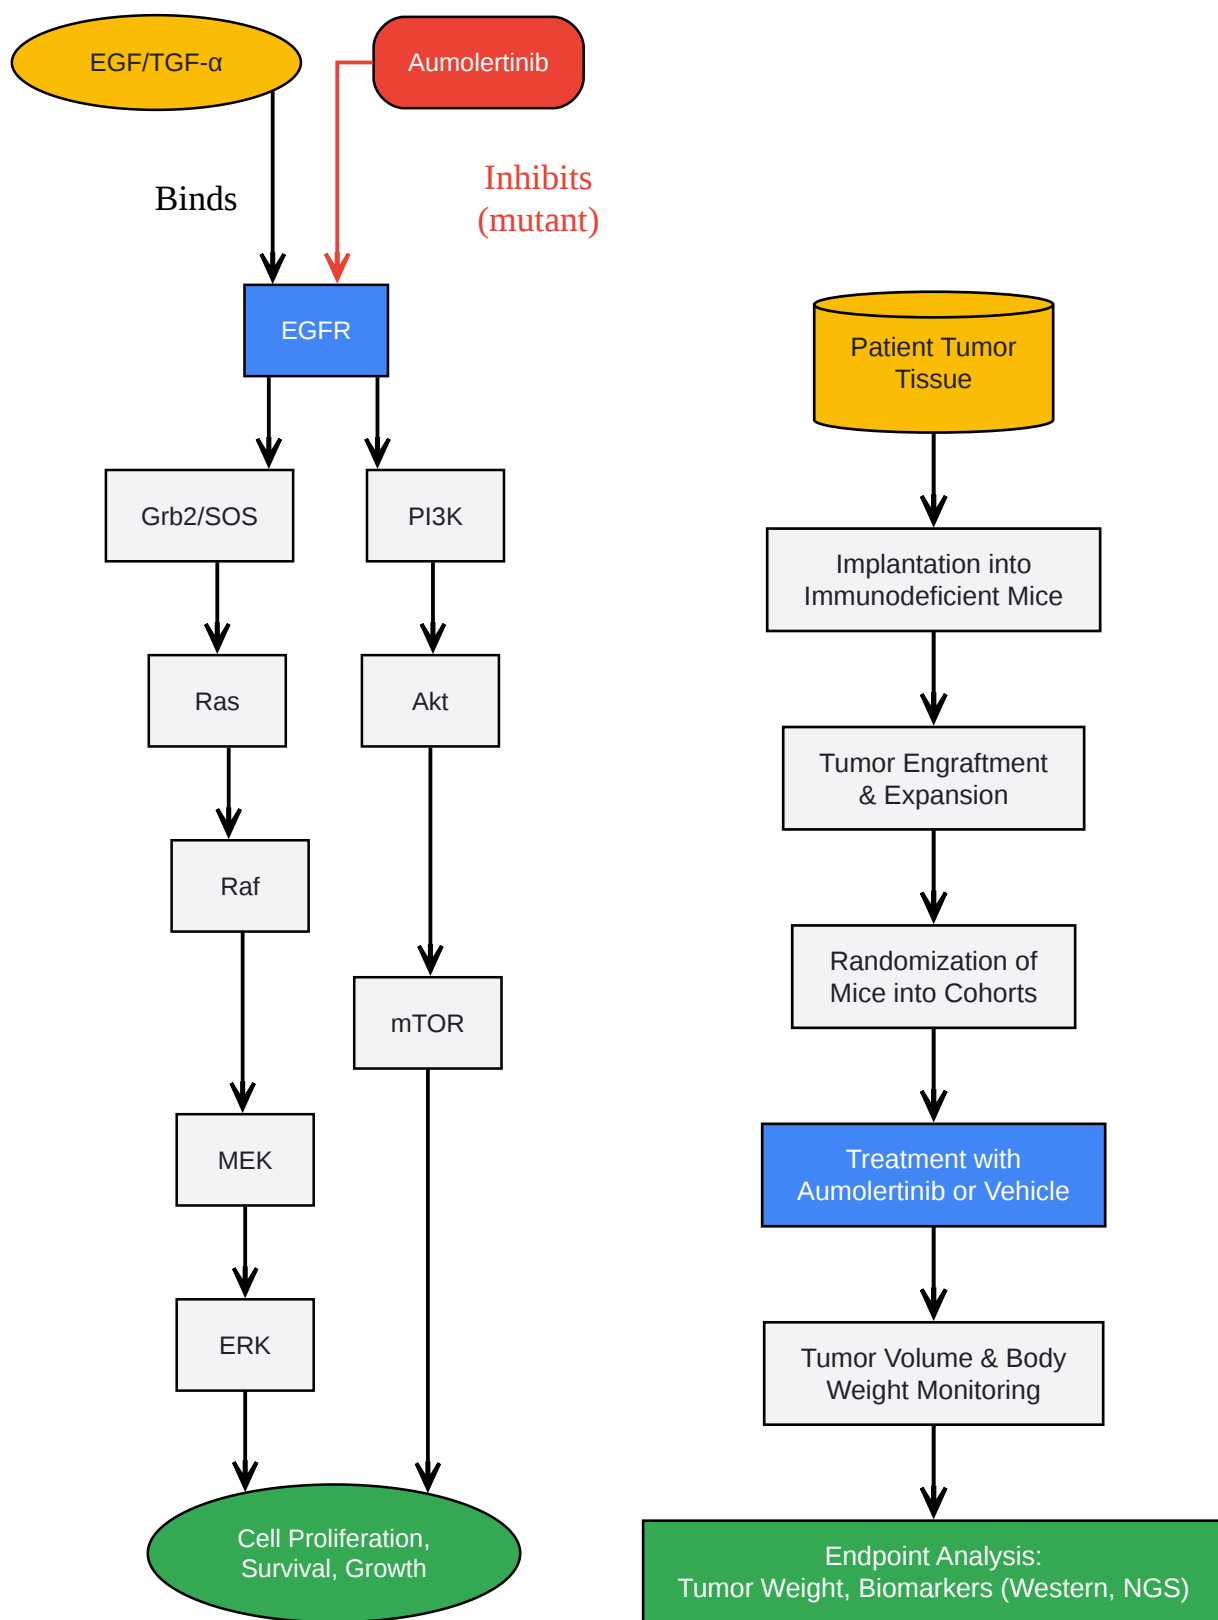 EGF/TGF-α
Aumolertinib
Binds
Inhibits
(mutant)
EGFR
Grb2/SOS
PI3K
Ras
Akt
Raf
mTOR
MEK
ERK
Cell Proliferation,
Survival, Growth
Patient Tumor
Tissue
Implantation into
Immunodeficient Mice
Tumor Engraftment
& Expansion
Randomization of
Mice into Cohorts
Treatment with
Aumolertinib or Vehicle
Tumor Volume & Body
Weight Monitoring
Endpoint Analysis:
Tumor Weight, Biomarkers (Western, NGS)